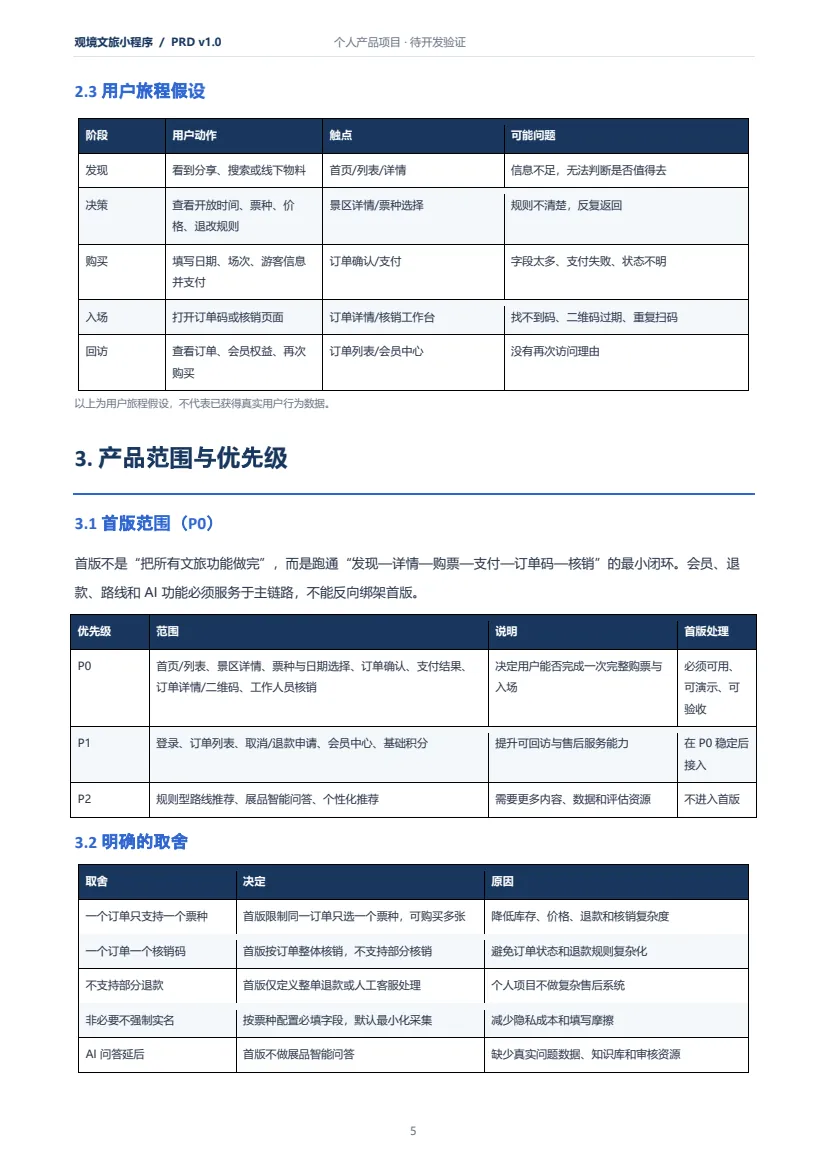 观境文旅小程序 / PRD v1.0 个人产品项目 · 待开发验证
2.3 用户旅程假设
阶段 用户动作 触点 可能问题
发现 看到分享、搜索或线下物料 首页/列表/详情 信息不足，无法判断是否值得去
决策 查看开放时间、票种、价 景区详情/票种选择 规则不清楚，反复返回
格、退改规则
购买 填写日期、场次、游客信息 订单确认/支付 字段太多、支付失败、状态不明
并支付
入场 打开订单码或核销页面 订单详情/核销工作台 找不到码、二维码过期、重复扫码
回访 查看订单、会员权益、再次 订单列表/会员中心 没有再次访问理由
购买
以上为用户旅程假设，不代表已获得真实用户行为数据。
3. 产品范围与优先级
3.1 首版范围（P0）
首版不是“把所有文旅功能做完”，而是跑通“发现—详情—购票—支付—订单码—核销”的最小闭环。会员、退
款、路线和 AI 功能必须服务于主链路，不能反向绑架首版。
优先级 范围 说明 首版处理
P0 首页/列表、景区详情、票种与日期选择、订单确认、支付结果、 决定用户能否完成一次完整购票与 必须可用、
订单详情/二维码、工作人员核销 入场 可演示、可
验收
P1 登录、订单列表、取消/退款申请、会员中心、基础积分 提升可回访与售后服务能力 在 P0 稳定后
接入
P2 规则型路线推荐、展品智能问答、个性化推荐 需要更多内容、数据和评估资源 不进入首版
3.2 明确的取舍
取舍 决定 原因
一个订单只支持一个票种 首版限制同一订单只选一个票种，可购买多张 降低库存、价格、退款和核销复杂度
一个订单一个核销码 首版按订单整体核销，不支持部分核销 避免订单状态和退款规则复杂化
不支持部分退款 首版仅定义整单退款或人工客服处理 个人项目不做复杂售后系统
非必要不强制实名 按票种配置必填字段，默认最小化采集 减少隐私成本和填写摩擦
AI 问答延后 首版不做展品智能问答 缺少真实问题数据、知识库和审核资源
5